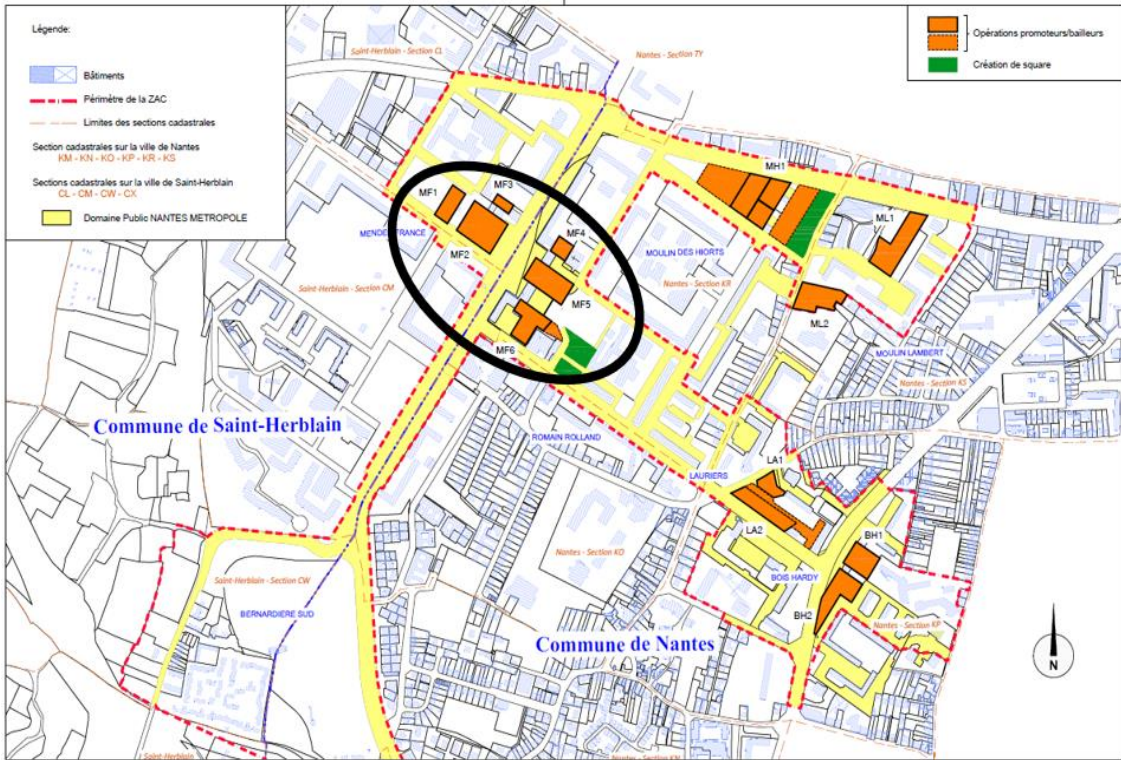 Légende:
Bâtiments
Périmètre de la ZAC
Limites des sections cadastrales
Section cadastrales sur la ville de Nantes
KM - KN - KO - KP - KR - KS
Sections cadastrales sur la ville de Saint-Herblain
CL - CM - CW - CX
Domaine Public NANTES METROPOLE
Opérations promoteurs/bailleurs
Création de square
Saint-Herblain - Section CL
Nantes - Section TY
MH1
MF1
MF3
ML1
MF4
MF2
MOULIN DES HIORTS
Saint-Herblain - Section CM
Nantes - Section KR
MF5
ML2
MF6
MOULIN LAMBERT
Nantes - Section KS
Commune de Saint-Herblain
ROMAIN ROLLAND
LA1
LAURIERS
LA2
BH1
Nantes - Section KO
Saint-Herblain - Section CW
BOIS HARDY
BERNARDIERE SUD
BH2
Nantes - Section KP
Commune de Nantes
N
Saint-Herblain